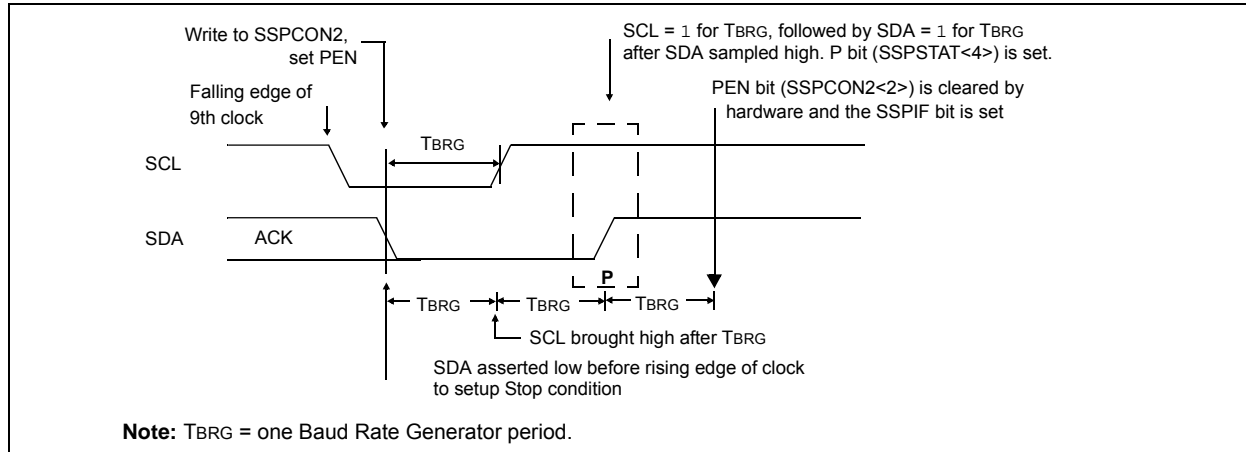 Write to SSPCON2,
set PEN
SCL = 1 for TBRG, followed by SDA = 1 for TBRG
after SDA sampled high. P bit (SSPSTAT<4>) is set.
Falling edge of
9th clock
PEN bit (SSPCON2<2>) is cleared by
hardware and the SSPIF bit is set
TBRG
SCL
SDA
ACK
P
TBRG
TBRG
TBRG
SCL brought high after TBRG
SDA asserted low before rising edge of clock
to setup Stop condition
Note: TBRG = one Baud Rate Generator period.